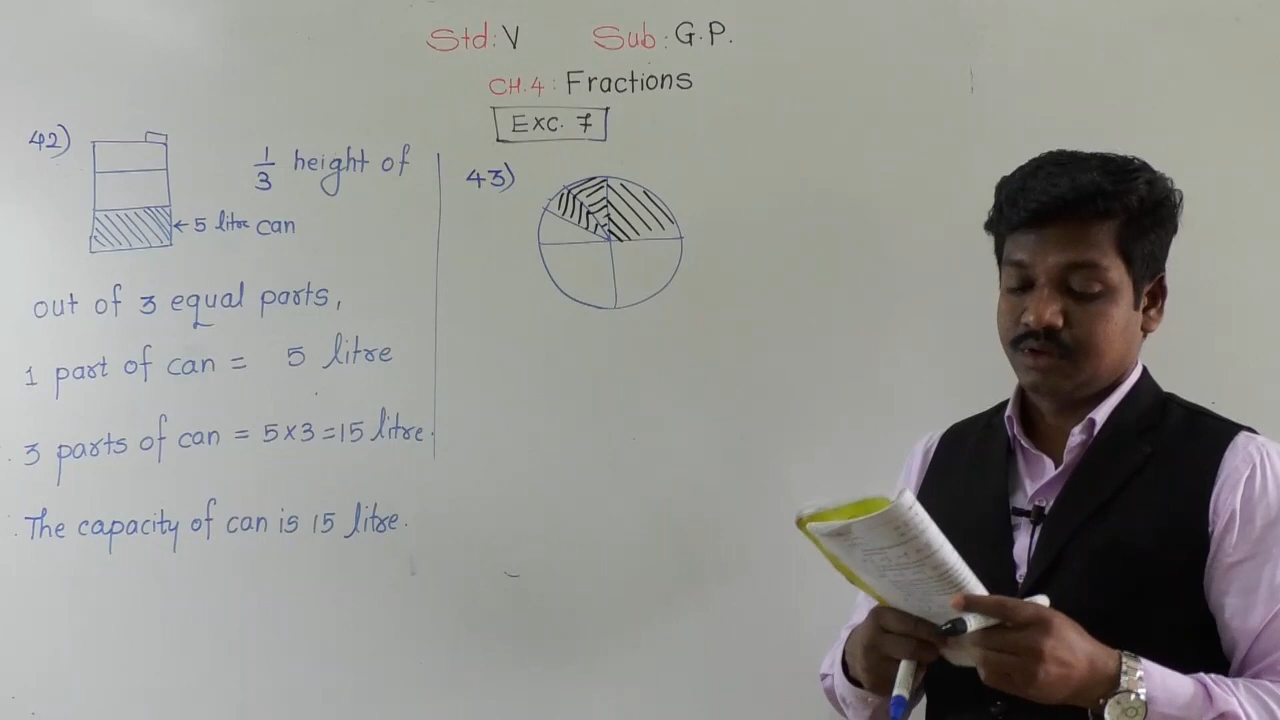 Std: V Sub: G.P.
CH.4: Fractions
Exc. 7
42)
1/3 height of
← 5 litre can
out of 3 equal parts,
1 part of can = 5 litre
3 parts of can = 5×3=15 litre.
The capacity of can is 15 litre.
43)